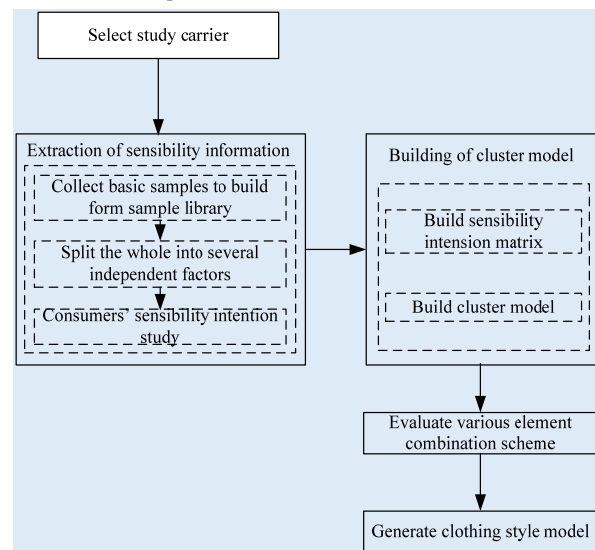 Select study carrier
Extraction of sensibility information
Collect basic samples to build
form sample library
Split the whole into several
independent factors
Consumers' sensibility intention
study
Building of cluster model
Build sensibility
intension matrix
Build cluster model
Evaluate various element
combination scheme
Generate clothing style model